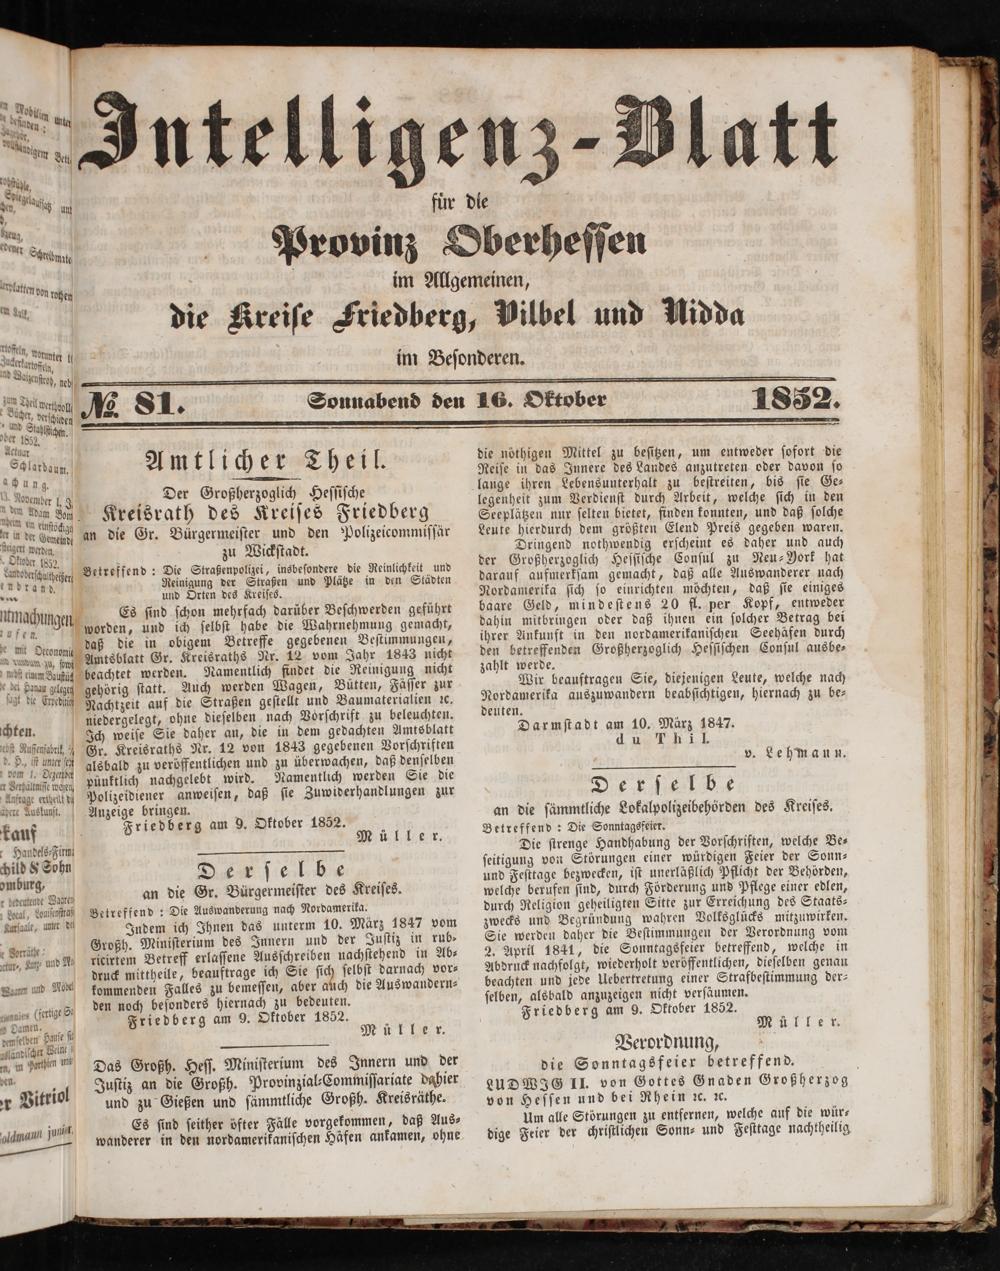 Intelligenz-Blatt
für die
Provinz Oberhessen
im Allgemeinen,
die Kreise Friedberg, Vilbel und Nidda
im Besonderen.
No. 81. Sonnabend den 16. Oktober 1852.
Amtlicher Theil.
Der Großherzoglich Hessische
Kreisrath des Kreises Friedberg
an die Gr. Bürgermeister und den Polizeicommissär
zu Wickstadt.
Betreffend: Die Straßenpolizei, insbesondere die Reinlichkeit und
Reinigung der Straßen und Plätze in den Städten
und Orten des Kreises.
Es sind schon mehrfach darüber Beschwerden geführt
worden, und ich selbst habe die Wahrnehmung gemacht,
daß die in obigem Betreffe gegebenen Bestimmungen,
Amtsblatt Gr. Kreisraths Nr. 12 vom Jahr 1843 nicht
beachtet werden. Namentlich findet die Reinigung nicht
gehörig statt. Auch werden Wagen, Bütten, Fässer zur
Nachtzeit auf die Straßen gestellt und Baumaterialien ꝛc.
niedergelegt, ohne dieselben nach Vorschrift zu beleuchten.
Ich weise Sie daher an, die in dem gedachten Amtsblatt
Gr. Kreisraths Nr. 12 von 1843 gegebenen Vorschriften
alsbald zu veröffentlichen und zu überwachen, daß denselben
pünktlich nachgelebt wird. Namentlich werden Sie die
Polizeidiener anweisen, daß sie Zuwiderhandlungen zur
Anzeige bringen.
Friedberg am 9. Oktober 1852.
Müller.
Derselbe
an die Gr. Bürgermeister des Kreises.
Betreffend: Die Auswanderung nach Nordamerika.
Indem ich Ihnen das unterm 10. März 1847 vom
Großh. Ministerium des Innern und der Justiz in rub-
ricirtem Betreff erlassene Ausschreiben nachstehend in Ab-
druck mittheile, beauftrage ich Sie sich selbst darnach vor-
kommenden Falles zu bemessen, aber auch die Auswandern-
den noch besonders hiernach zu bedeuten.
Friedberg am 9. Oktober 1852.
Müller.
Das Großh. Hess. Ministerium des Innern und der
Justiz an die Großh. Provinzial-Commissariate dahier
und zu Gießen und sämmtliche Großh. Kreisräthe.
Es sind seither öfter Fälle vorgekommen, daß Aus-
wanderer in den nordamerikanischen Häfen ankamen, ohne
die nöthigen Mittel zu besitzen, um entweder sofort die
Reise in das Innere des Landes anzutreten oder davon so
lange ihren Lebensunterhalt zu bestreiten, bis sie Ge-
legenheit zum Verdienst durch Arbeit, welche sich in den
Seeplätzen nur selten bietet, finden konnten, und daß solche
Leute hierdurch dem größten Elend Preis gegeben waren.
Dringend nothwendig erscheint es daher und auch
der Großherzoglich Hessische Consul zu Neu-York hat
darauf aufmerksam gemacht, daß alle Auswanderer nach
Nordamerika sich so einrichten möchten, daß sie einiges
baare Geld, mindestens 20 fl. per Kopf, entweder
dahin mitbringen oder daß ihnen ein solcher Betrag bei
ihrer Ankunft in den nordamerikanischen Seehäfen durch
den betreffenden Großherzoglich Hessischen Consul ausbe-
zahlt werde.
Wir beauftragen Sie, diejenigen Leute, welche nach
Nordamerika auszuwandern beabsichtigen, hiernach zu be-
deuten.
Darmstadt am 10. März 1847.
du Thil.
v. Lehmann.
Derselbe
an die sämmtliche Lokalpolizeibehörden des Kreises.
Betreffend: Die Sonntagsfeier.
Die strenge Handhabung der Vorschriften, welche Be-
seitigung von Störungen einer würdigen Feier der Sonn-
und Festtage bezwecken, ist unerläßlich Pflicht der Behörden,
welche berufen sind, durch Förderung und Pflege einer edlen,
durch Religion geheiligten Sitte zur Erreichung des Staats-
zwecks und Begründung wahren Volksglücks mitzuwirken.
Sie werden daher die Bestimmungen der Verordnung vom
2. April 1841, die Sonntagsfeier betreffend, welche in
Abdruck nachfolgt, wiederholt veröffentlichen, dieselben genau
beachten und jede Uebertretung einer Strafbestimmung der-
selben, alsbald anzuzeigen nicht versäumen.
Friedberg am 9. Oktober 1852.
Müller.
Verordnung,
die Sonntagsfeier betreffend.
LUDWIG II. von Gottes Gnaden Großherzog
von Hessen und bei Rhein ꝛc. ꝛc.
Um alle Störungen zu entfernen, welche auf die wür-
dige Feier der christlichen Sonn- und Festtage nachtheilig